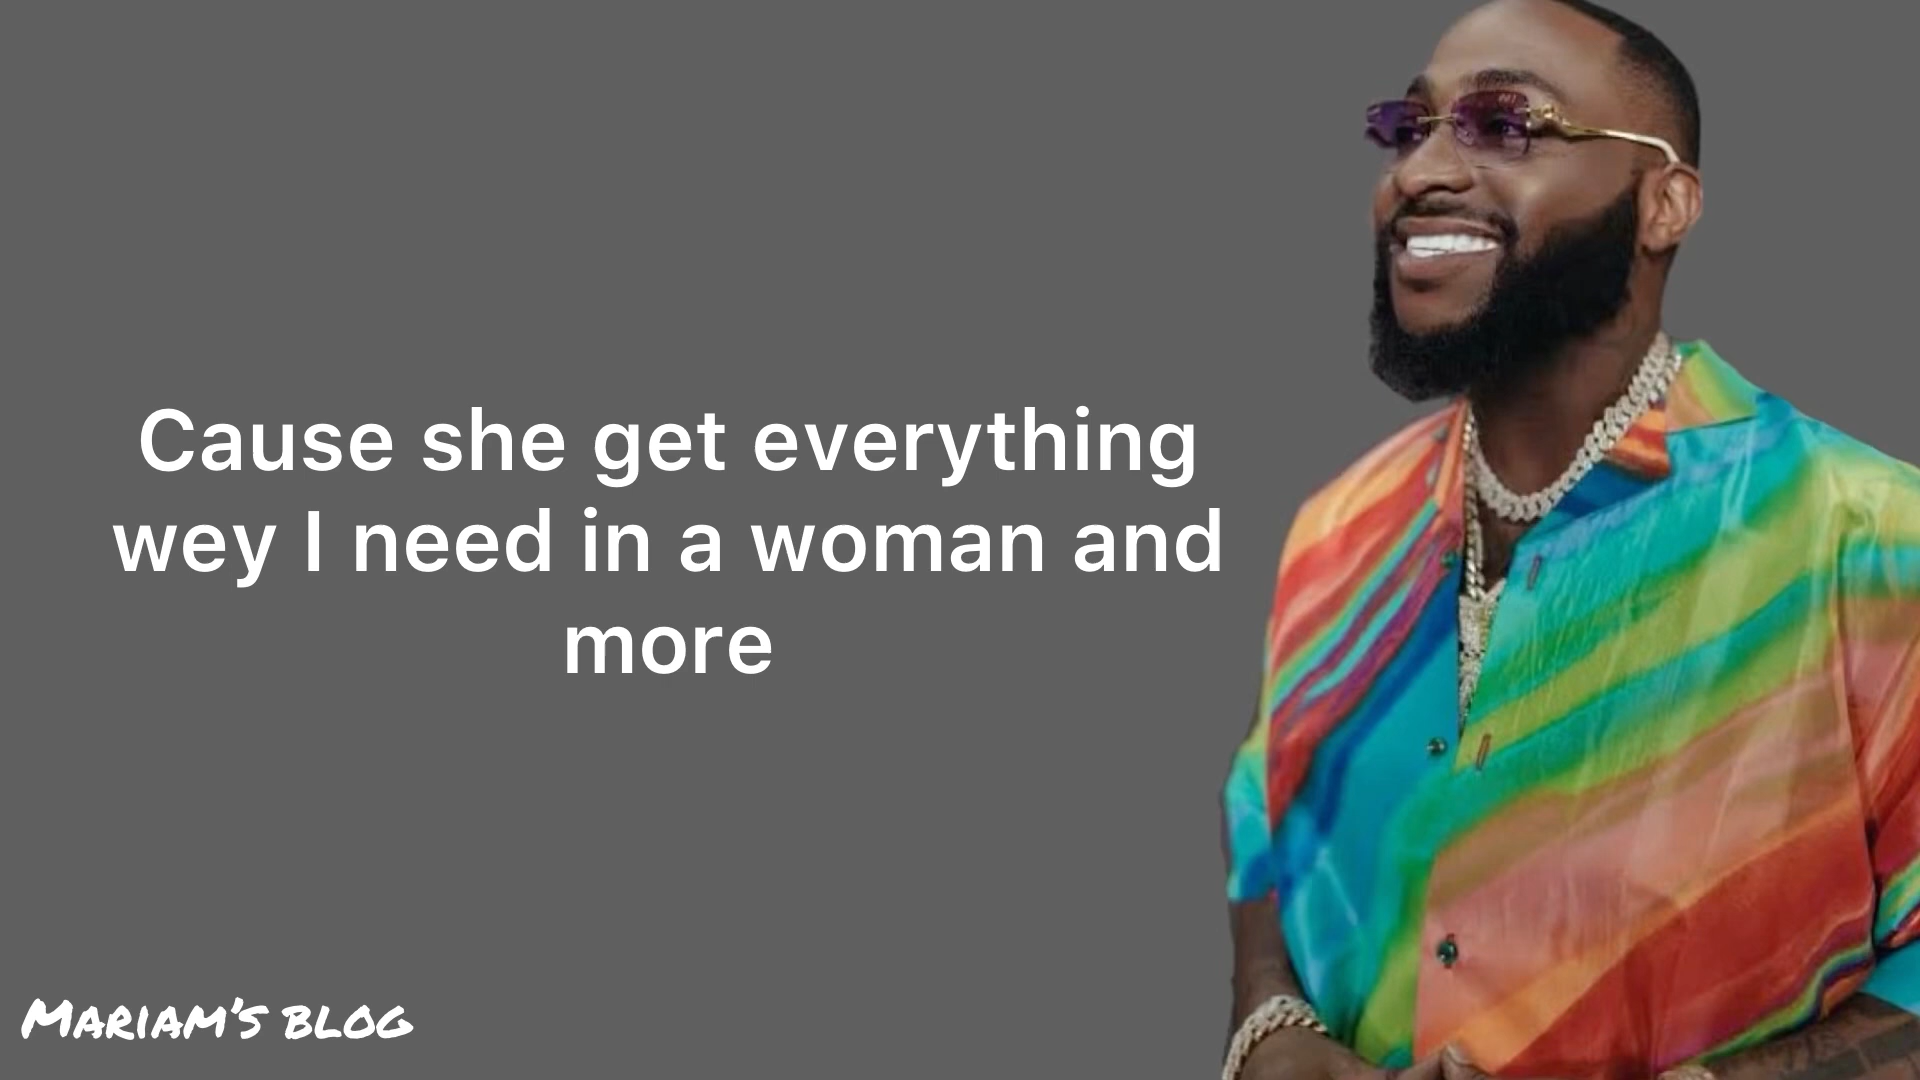 Cause she get everything
wey I need in a woman and
more
Mariam's blog